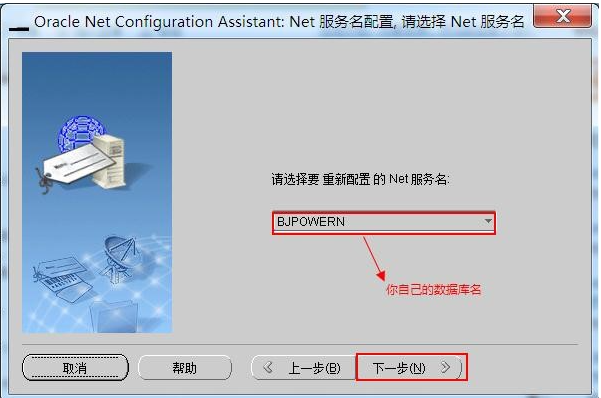 Oracle Net Configuration Assistant: Net 服务名配置, 请选择 Net 服务名
请选择要 重新配置 的 Net 服务名:
BJPOWERN
你自己的数据库名
取消 帮助 上一步(B) 下一步(N)